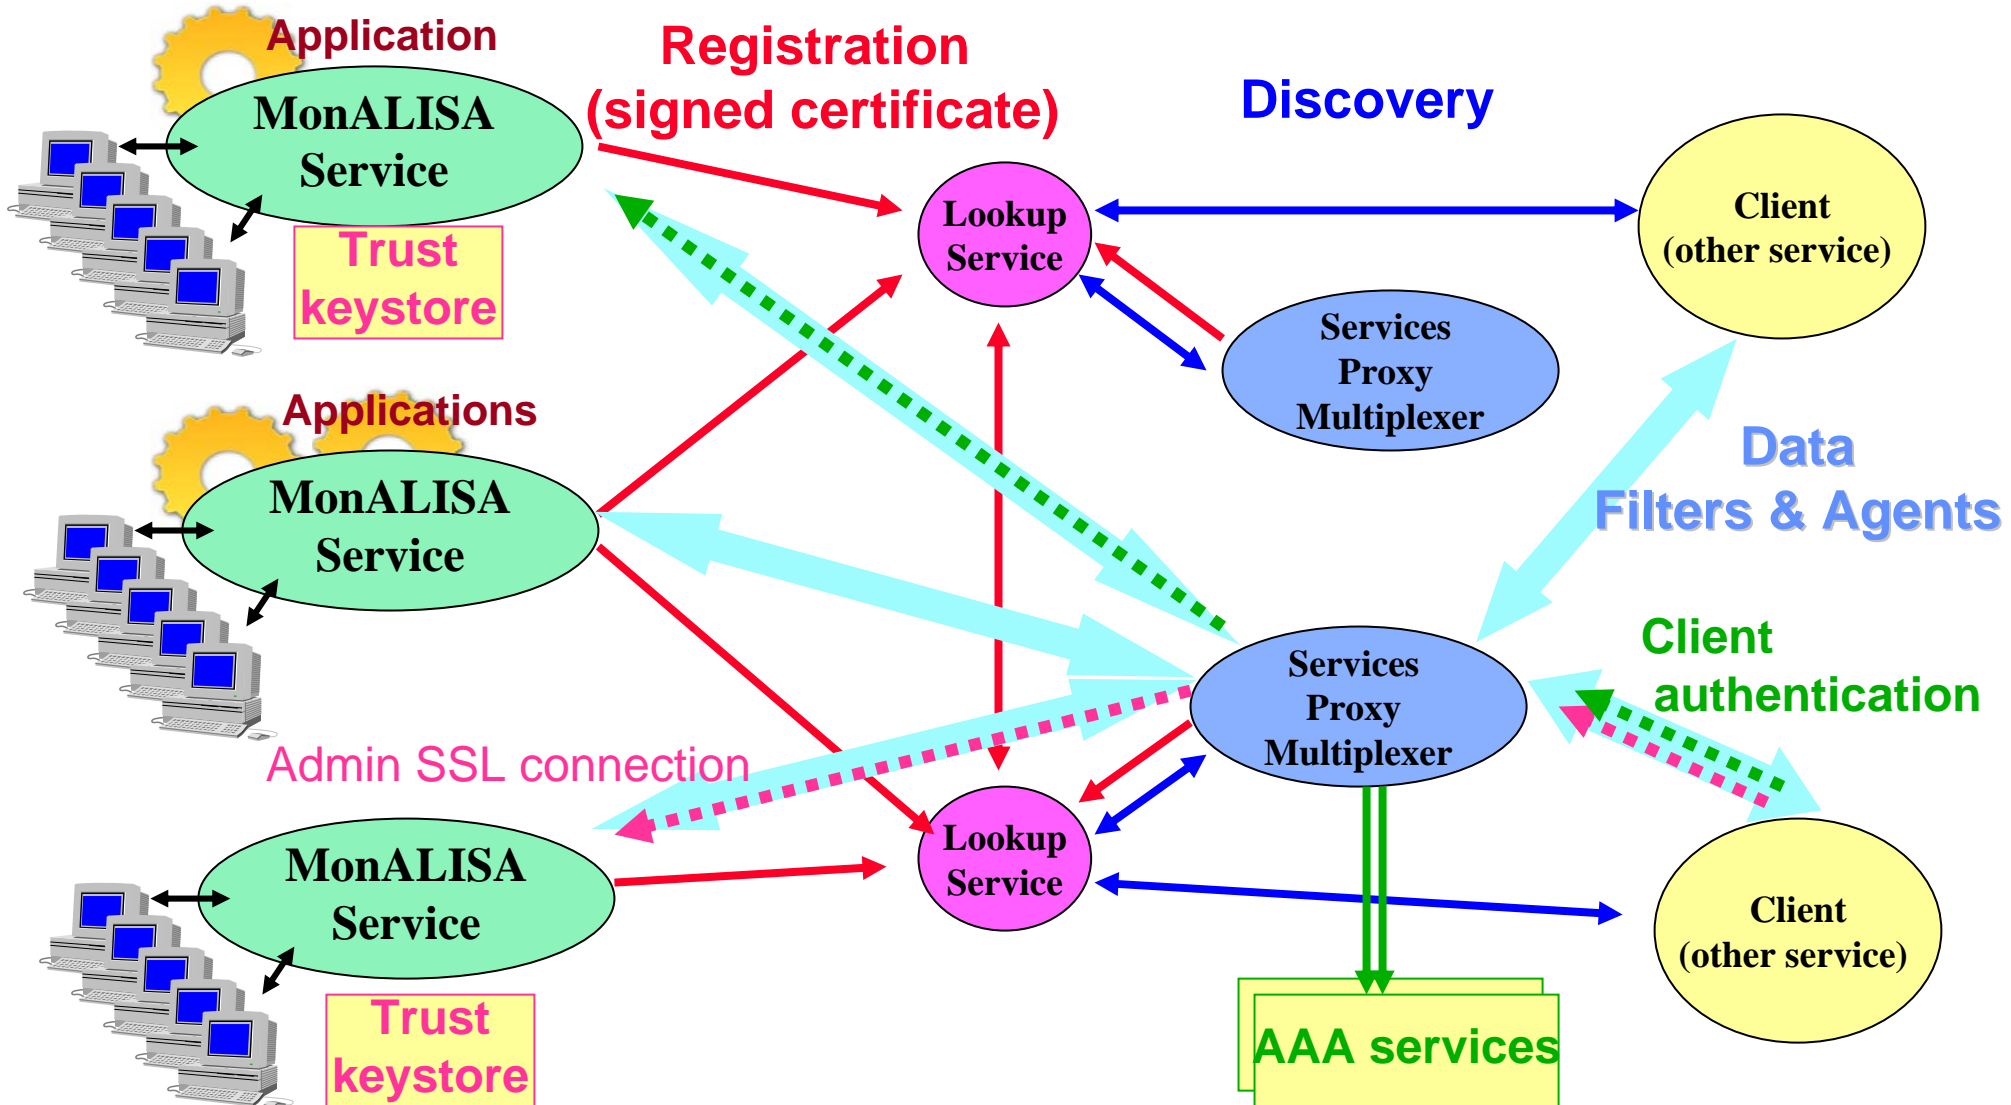 Application
MonALISA
Service
Trust
keystore
Registration
(signed certificate)
Discovery
Lookup
Service
Client
(other service)
Services
Proxy
Multiplexer
Applications
MonALISA
Service
Data
Filters & Agents
Services
Proxy
Multiplexer
Client
authentication
Admin SSL connection
MonALISA
Service
Trust
keystore
Lookup
Service
Client
(other service)
AAA services